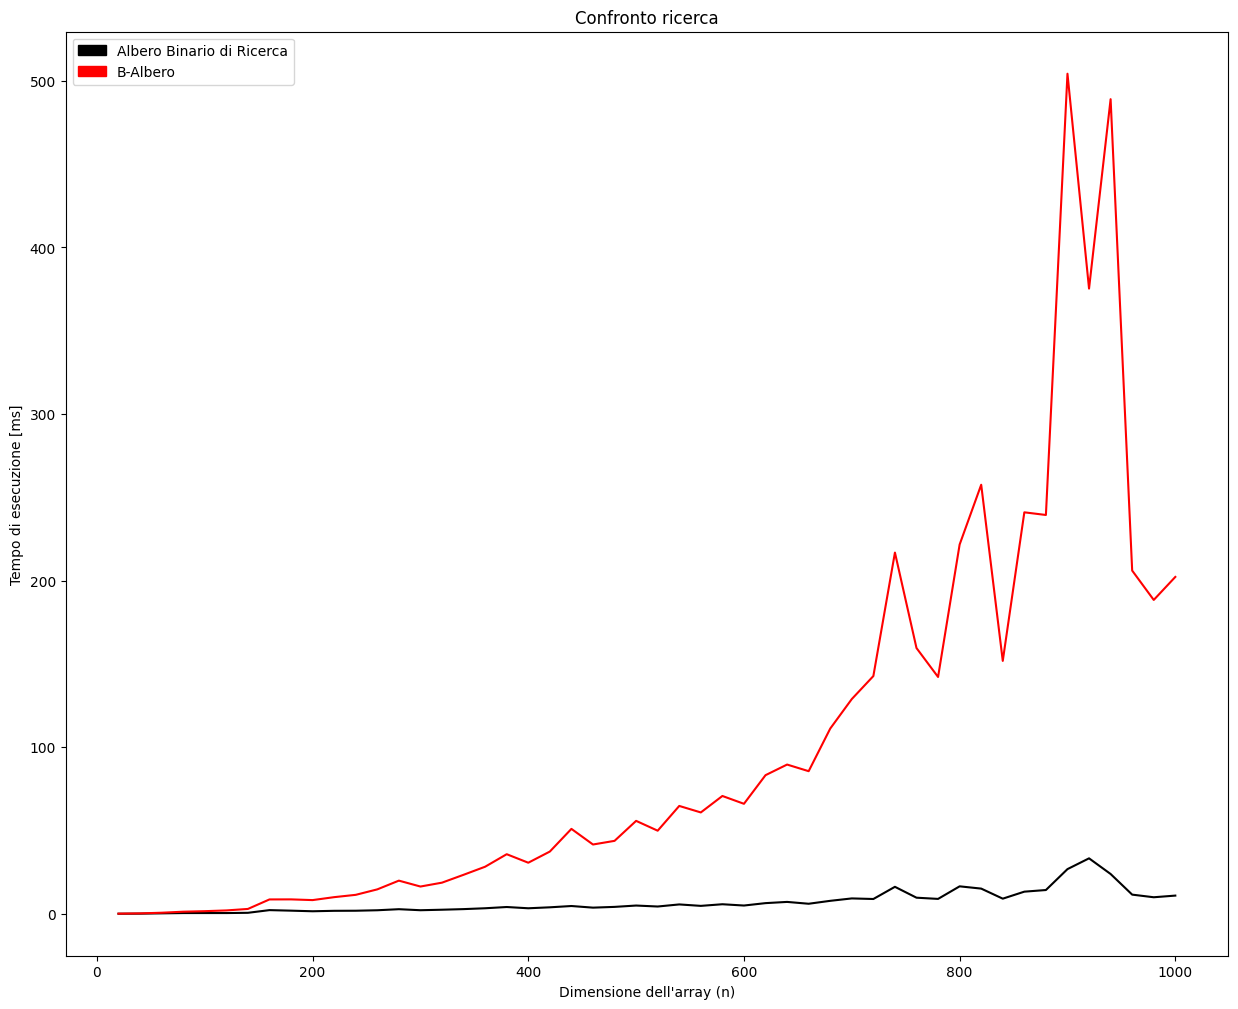 Confronto ricerca
Albero Binario di Ricerca
B-Albero
500
400
300
200
100
0
Tempo di esecuzione [ms]
0 200 400 600 800 1000
Dimensione dell'array (n)